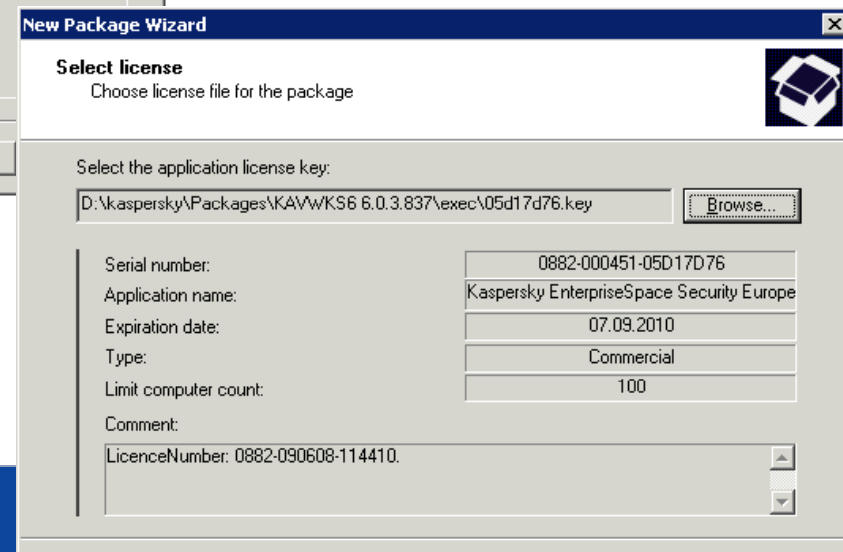 New Package Wizard
Select license
Choose license file for the package
Select the application license key:
D:\kaspersky\Packages\KAVWKS6 6.0.3.837\exec\05d17d76.key
Browse...
Serial number: 0882-000451-05D17D76
Application name: Kaspersky EnterpriseSpace Security Europe
Expiration date: 07.09.2010
Type: Commercial
Limit computer count: 100
Comment:
LicenceNumber: 0882-090608-114410.